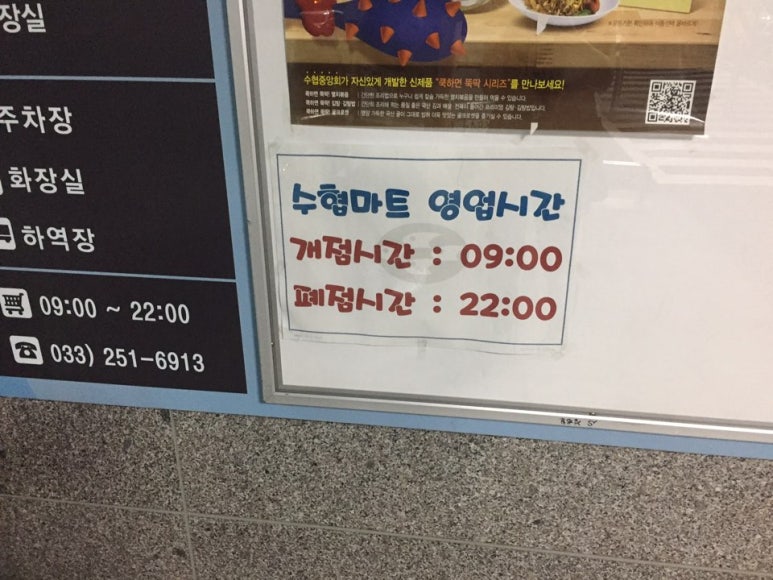 장실
주차장
화장실
하역장
09:00 ~ 22:00
033) 251-6913
수협중앙회가 자신있게 개발한 신제품 "쿡하면 뚝딱 시리즈"를 만나보세요!
수협마트 영업시간
개점시간 : 09:00
폐점시간 : 22:00